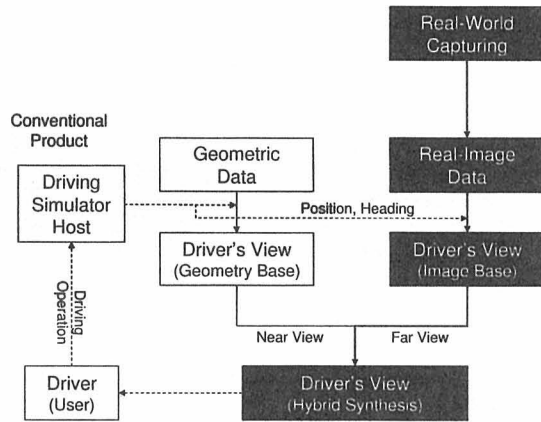 Real-World
Capturing
Conventional
Product
Driving
Simulator
Host
Geometric
Data
Real-Image
Data
Position, Heading
Driver's View
(Geometry Base)
Driver's View
(Image Base)
Driving
Operation
Near View
Far View
Driver
(User)
Driver's View
(Hybrid Synthesis)